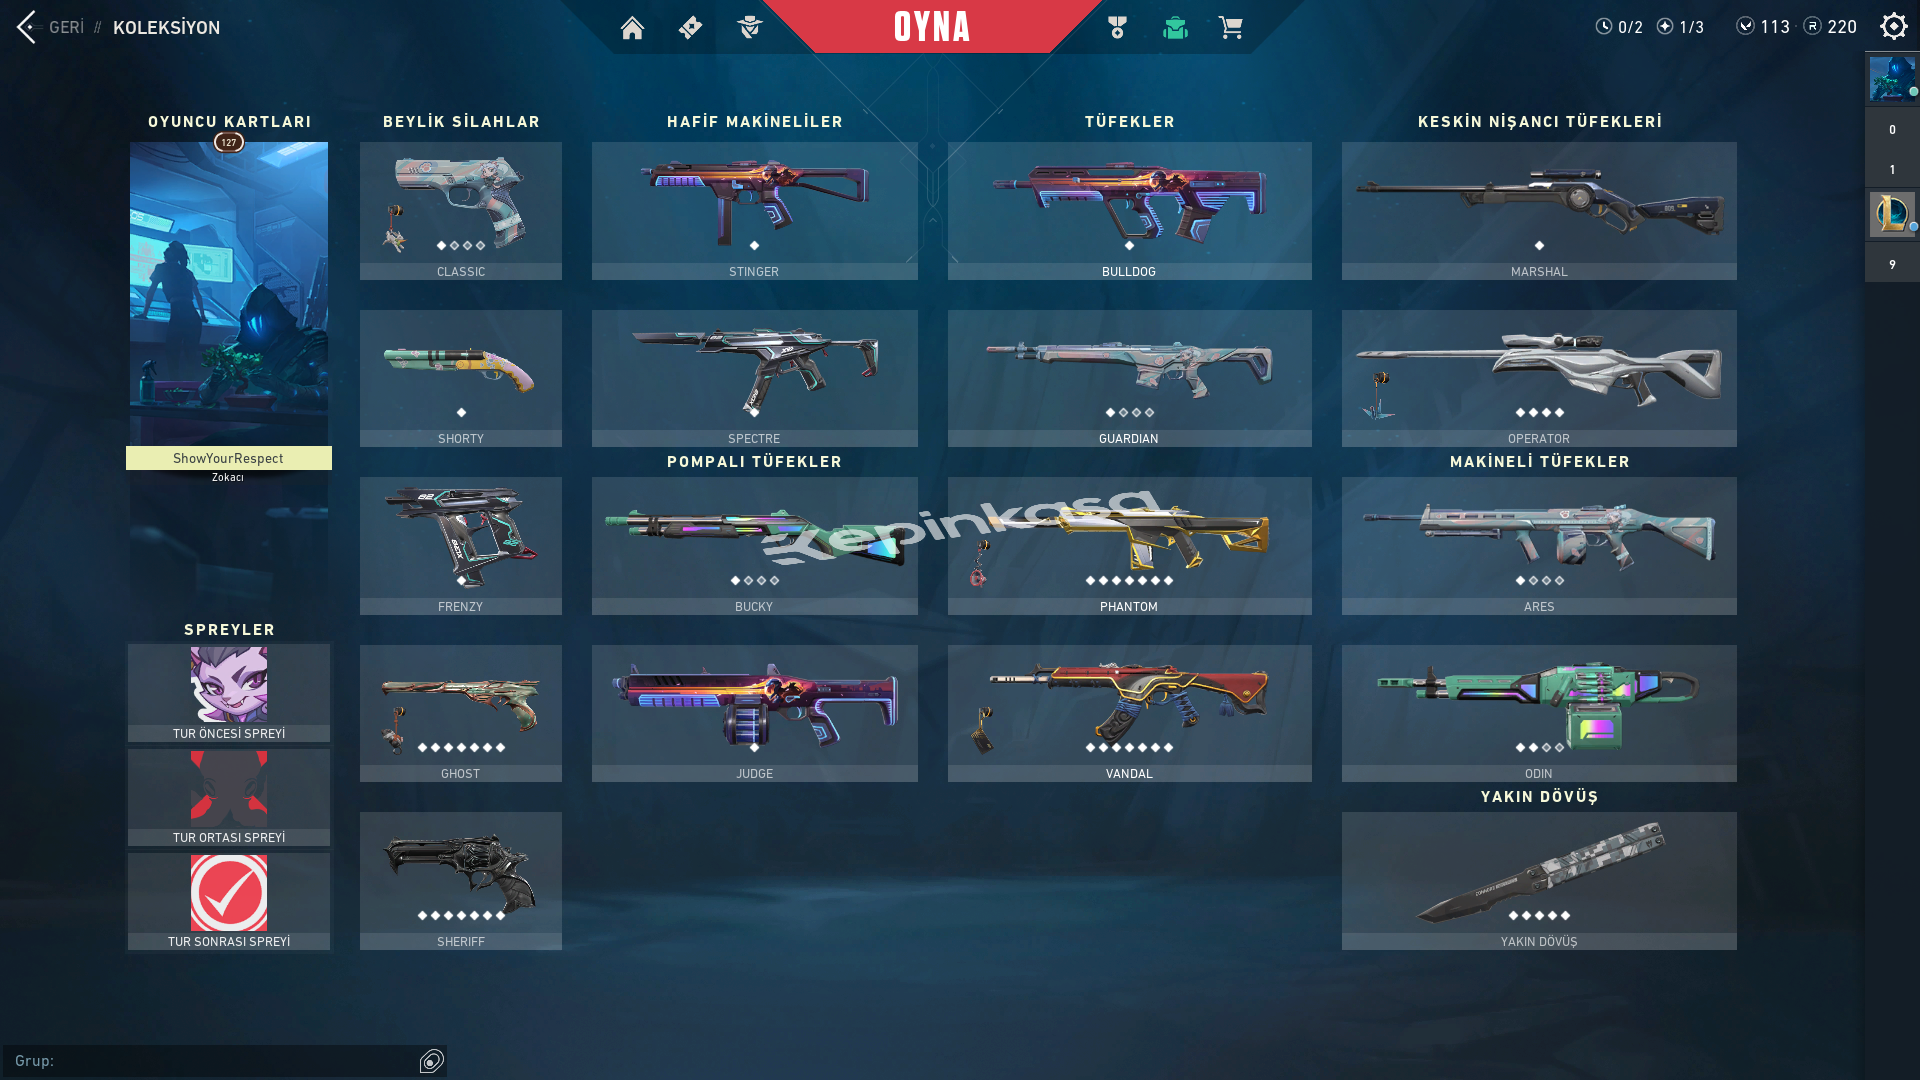 GERİ // KOLEKSİYON
OYNA
0/2 1/3 113 220
OYUNCU KARTLARI
127
ShowYourRespect
Zokacı
SPREYLER
TUR ÖNCESİ SPREYİ
TUR ORTASI SPREYİ
TUR SONRASI SPREYİ
BEYLİK SİLAHLAR
CLASSIC
SHORTY
FRENZY
GHOST
SHERIFF
HAFİF MAKİNELİLER
STINGER
SPECTRE
POMPALI TÜFEKLER
BUCKY
JUDGE
TÜFEKLER
BULLDOG
GUARDIAN
PHANTOM
VANDAL
KESKİN NİŞANCI TÜFEKLERİ
MARSHAL
OPERATOR
MAKİNELİ TÜFEKLER
ARES
ODIN
YAKIN DÖVÜŞ
YAKIN DÖVÜŞ
epinkasa
0
1
9
Grup: